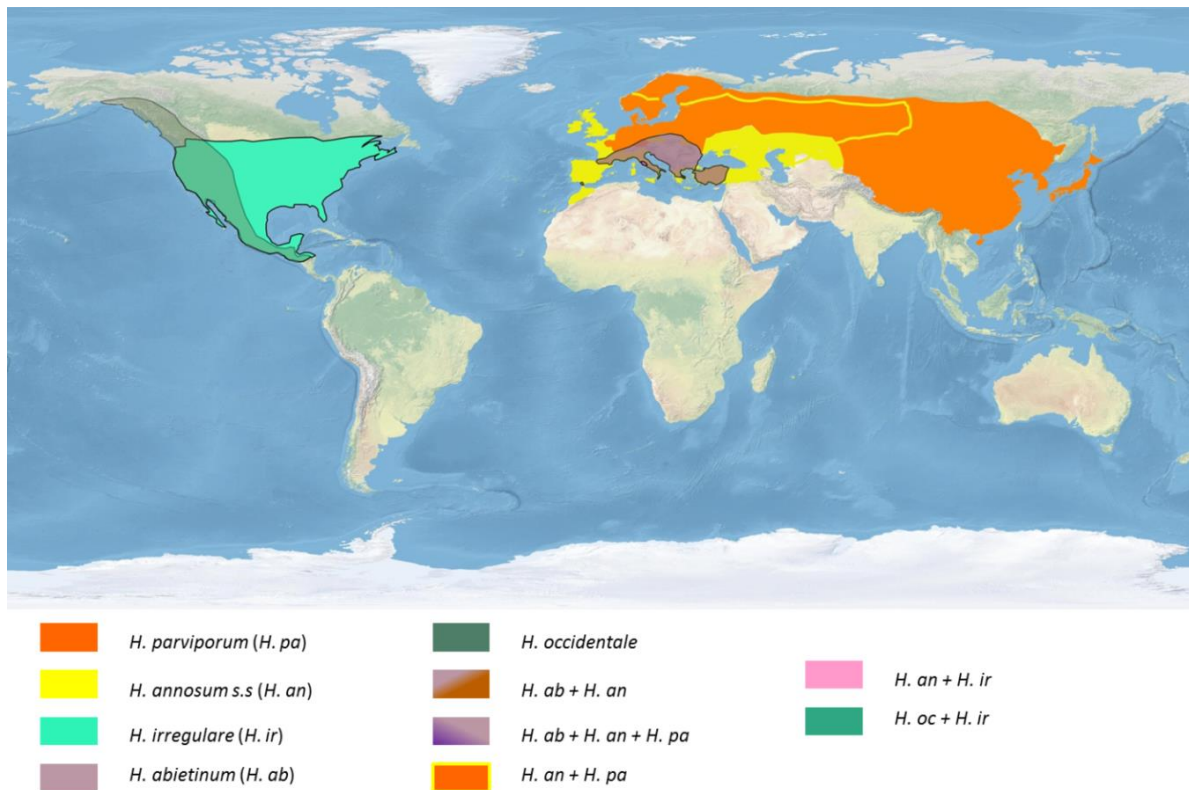 H. parviporum (H. pa)
H. annosum s.s (H. an)
H. irregulare (H. ir)
H. abietinum (H. ab)
H. occidentale
H. ab + H. an
H. ab + H. an + H. pa
H. an + H. pa
H. an + H. ir
H. oc + H. ir